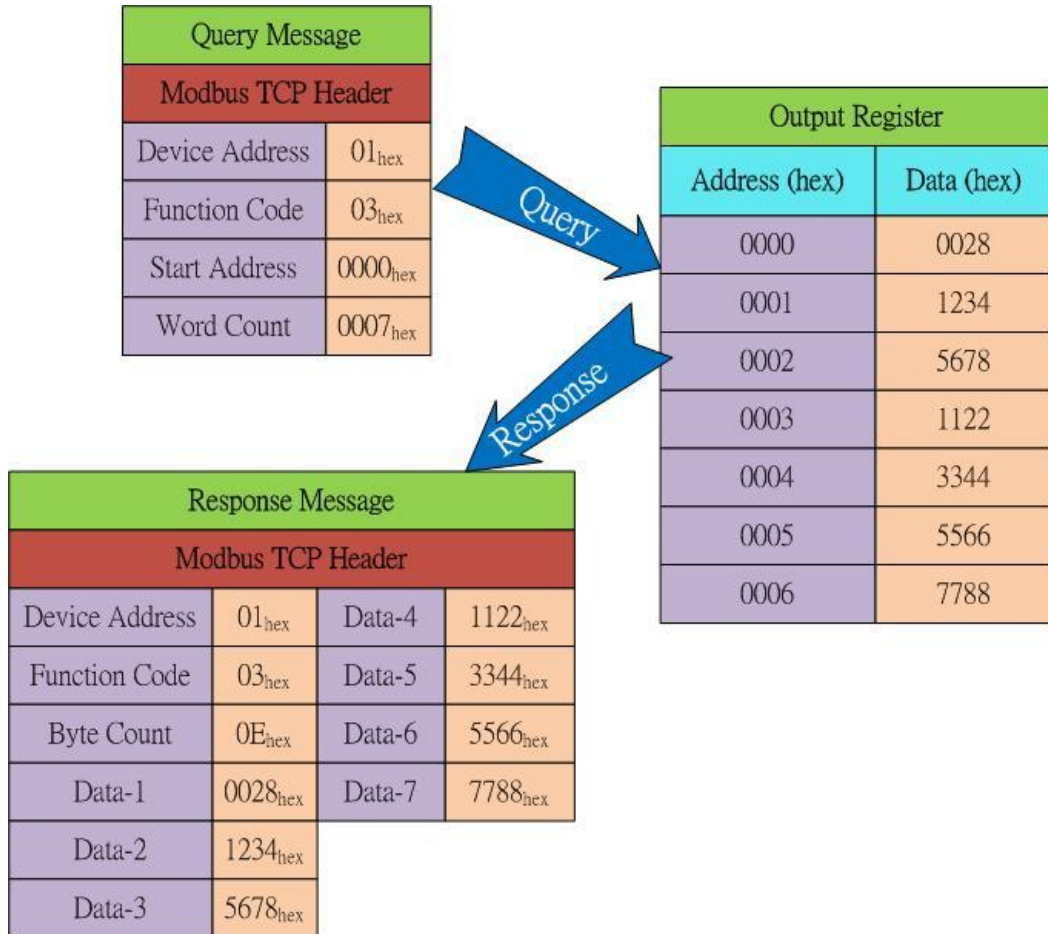 Query Message
Modbus TCP Header
Device Address 01hex
Function Code 03hex
Start Address 0000hex
Word Count 0007hex
Query
Output Register
Address (hex) Data (hex)
0000 0028
0001 1234
0002 5678
0003 1122
0004 3344
0005 5566
0006 7788
Response
Response Message
Modbus TCP Header
Device Address 01hex Data-4 1122hex
Function Code 03hex Data-5 3344hex
Byte Count 0Ehex Data-6 5566hex
Data-1 0028hex Data-7 7788hex
Data-2 1234hex
Data-3 5678hex